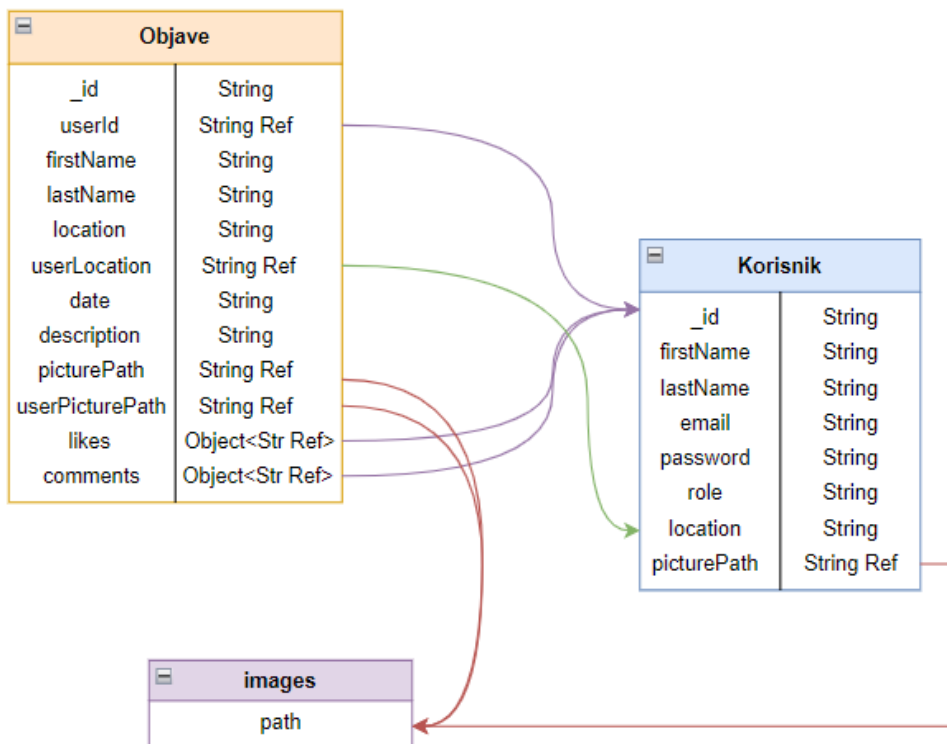 Objave
_id String
userId String Ref
firstName String
lastName String
location String
userLocation String Ref
date String
description String
picturePath String Ref
userPicturePath String Ref
likes Object<Str Ref>
comments Object<Str Ref>
Korisnik
_id String
firstName String
lastName String
email String
password String
role String
location String
picturePath String Ref
images
path